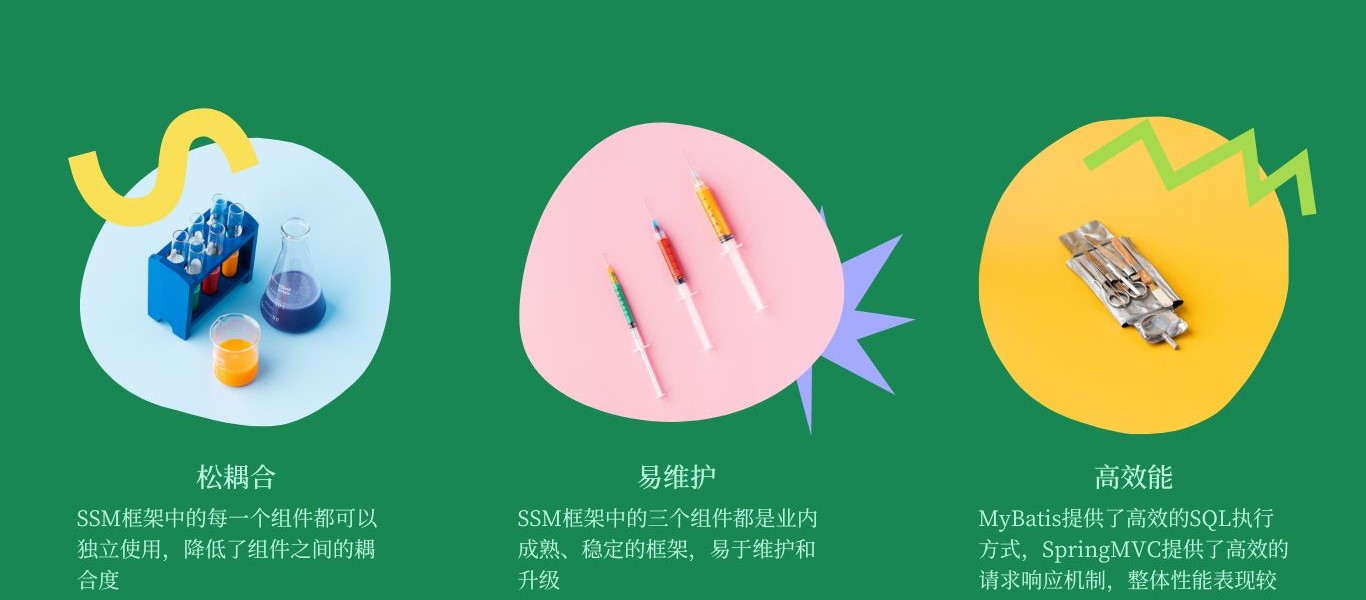 松耦合
SSM框架中的每一个组件都可以
独立使用，降低了组件之间的耦
合度
易维护
SSM框架中的三个组件都是业内
成熟、稳定的框架，易于维护和
升级
高效能
MyBatis提供了高效的SQL执行
方式，SpringMVC提供了高效的
请求响应机制，整体性能表现较